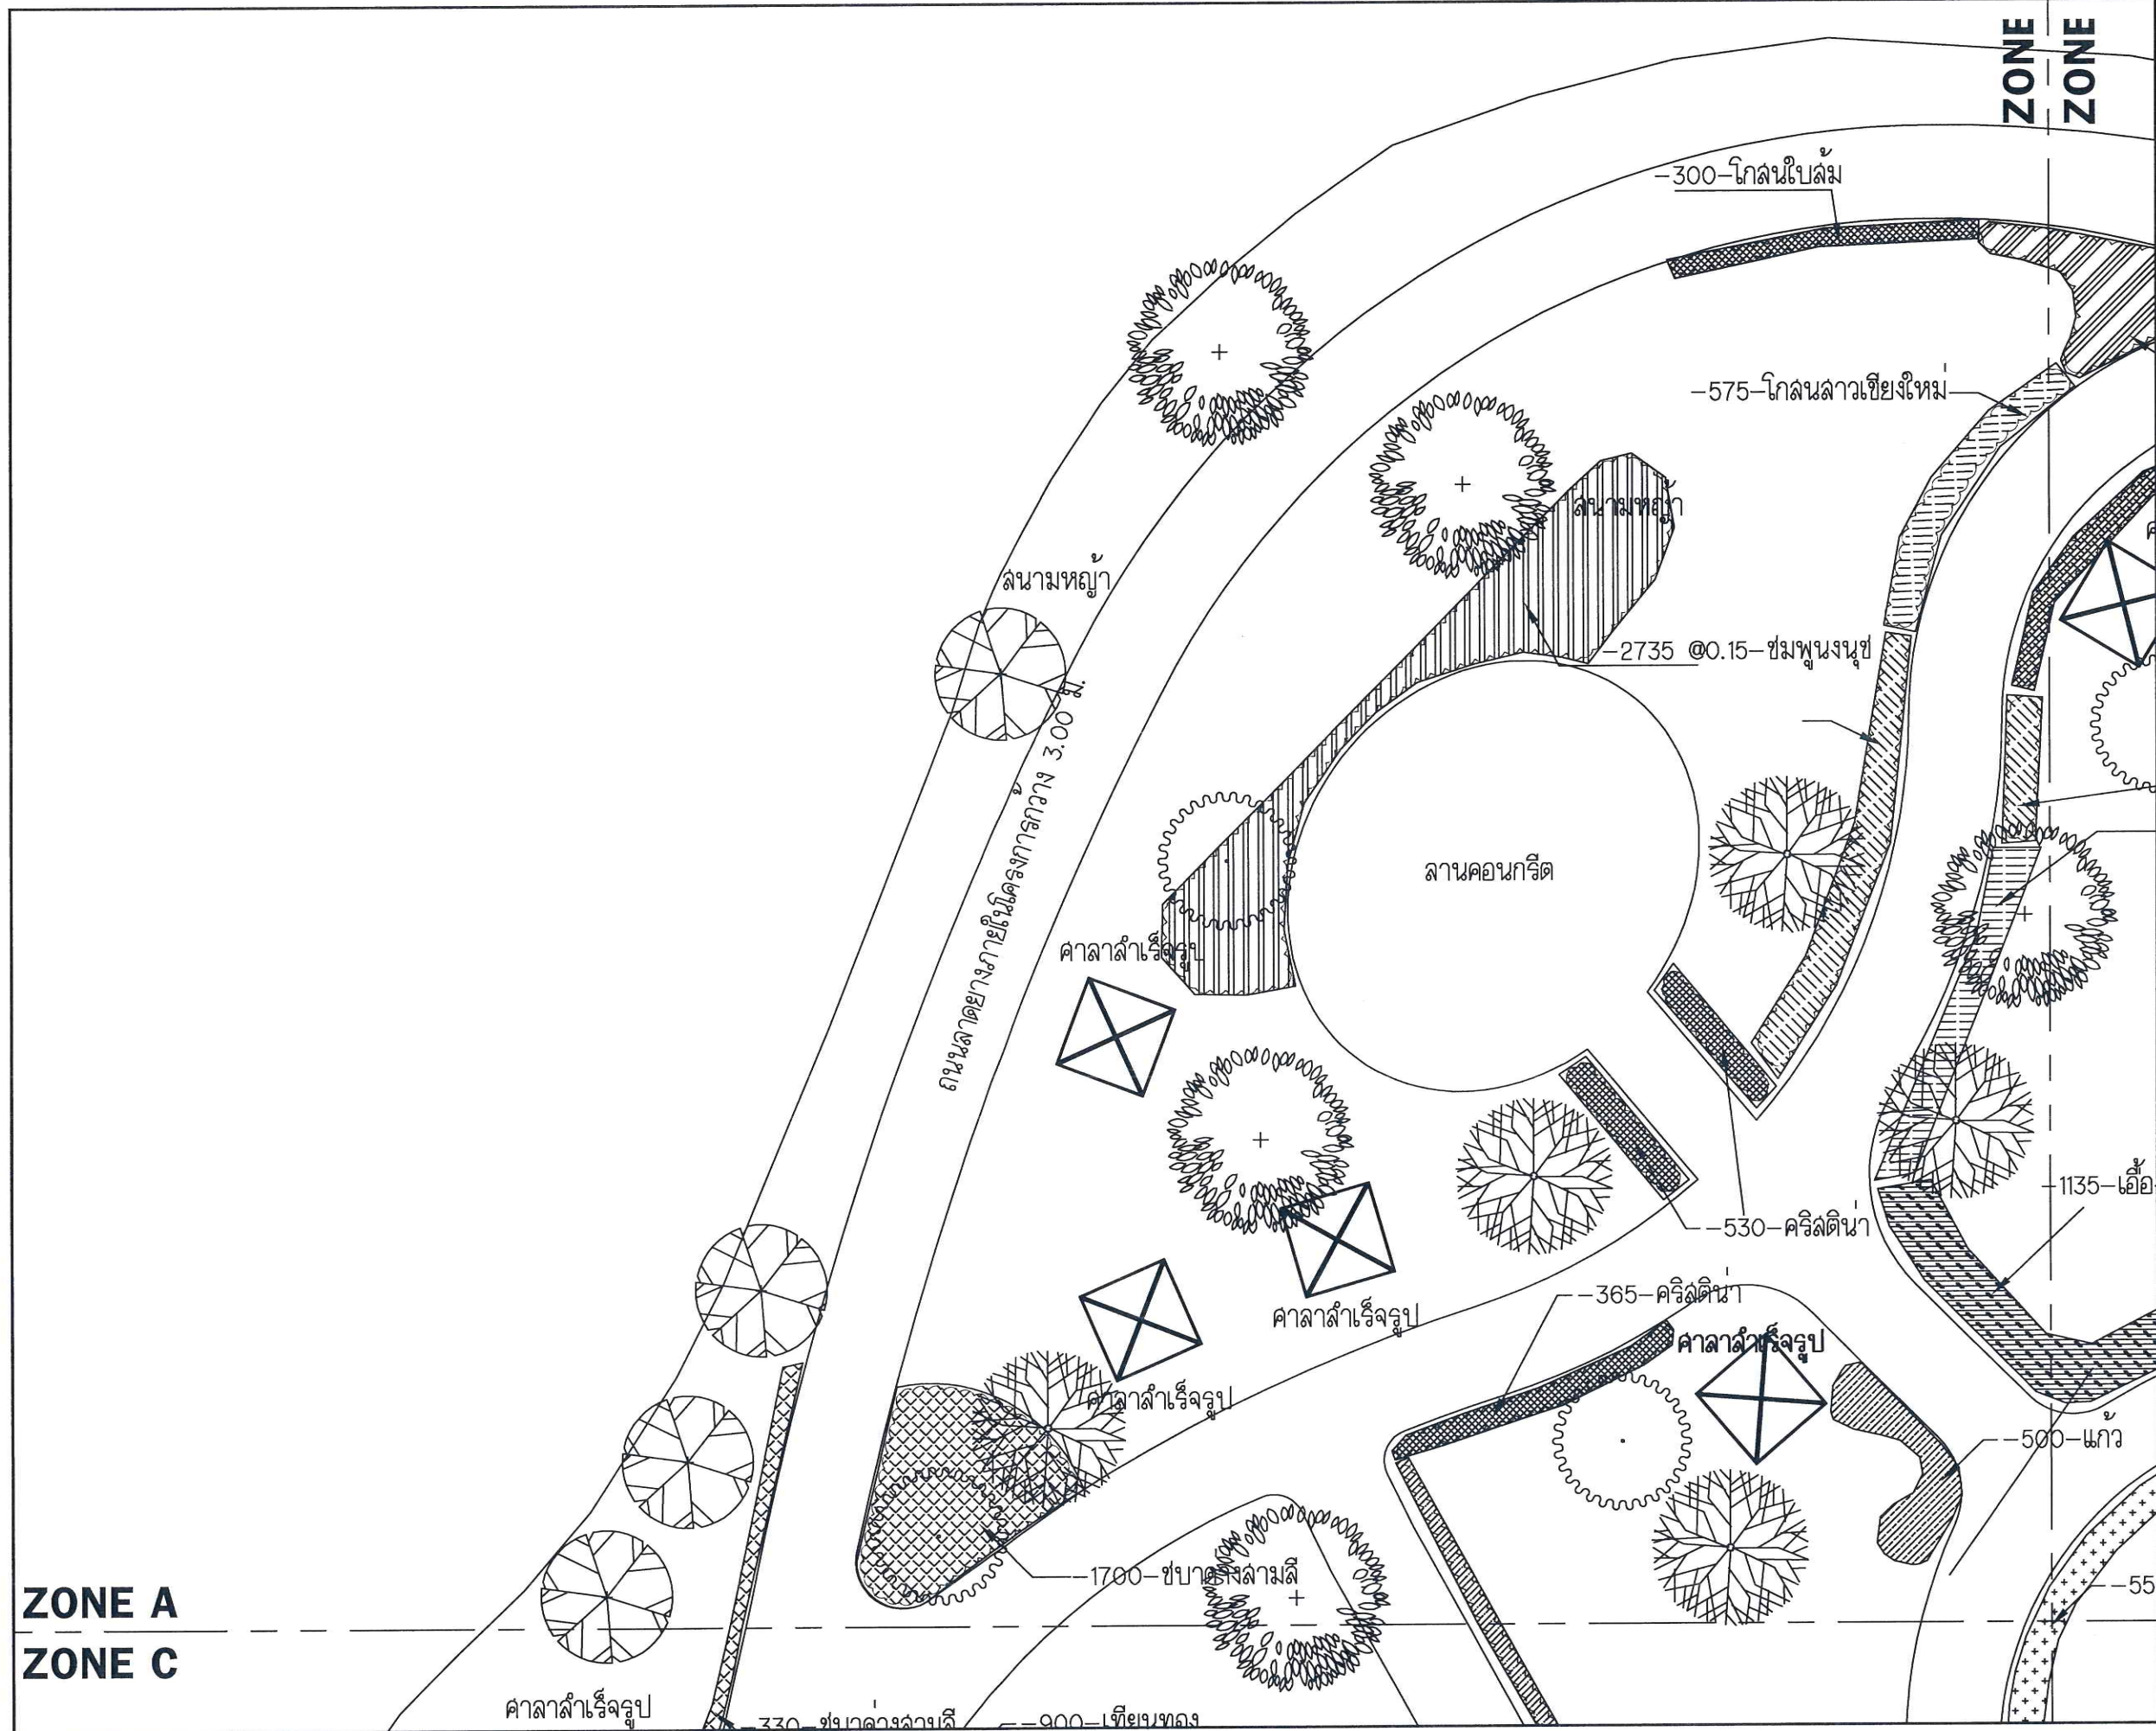 ZONE
ZONE
-300-โกสนใบส้ม
-575-โกสนสาวเชียงใหม่
สนามหญ้า
สนามหญ้า
-2735 @0.15-ชมพูนงนุช
ถนนลาดยางภายในโครงการกว้าง 3.00 ม.
ลานคอนกรีต
ศาลาสำเร็จรูป
-1135-เอื้อ
--530-คริสติน่า
--365-คริสติน่า
ศาลาสำเร็จรูป
ศาลาสำเร็จรูป
ศาลาสำเร็จรูป
--500-แก้ว
--1700-ชบาด่างสามสี
--55
ZONE A
ZONE C
ศาลาสำเร็จรูป
--330-ชบาด่างสามสี
--900-เทียนทอง